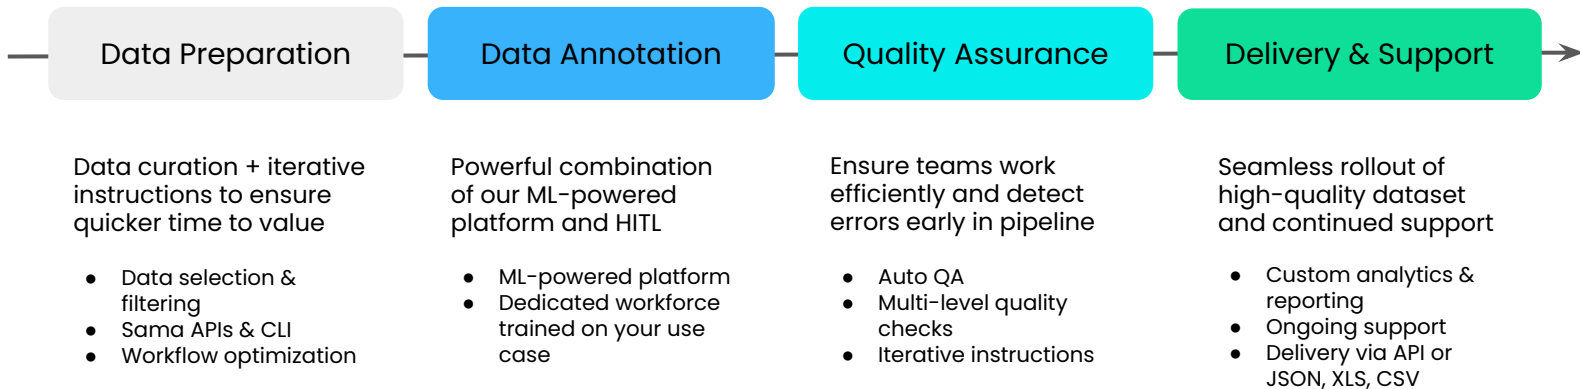 Data Preparation
Data Annotation
Quality Assurance
Delivery & Support
Data curation + iterative
instructions to ensure
quicker time to value
● Data selection &
filtering
● Sama APIs & CLI
● Workflow optimization
Powerful combination
of our ML-powered
platform and HITL
● ML-powered platform
● Dedicated workforce
trained on your use
case
Ensure teams work
efficiently and detect
errors early in pipeline
● Auto QA
● Multi-level quality
checks
● Iterative instructions
Seamless rollout of
high-quality dataset
and continued support
● Custom analytics &
reporting
● Ongoing support
● Delivery via API or
JSON, XLS, CSV